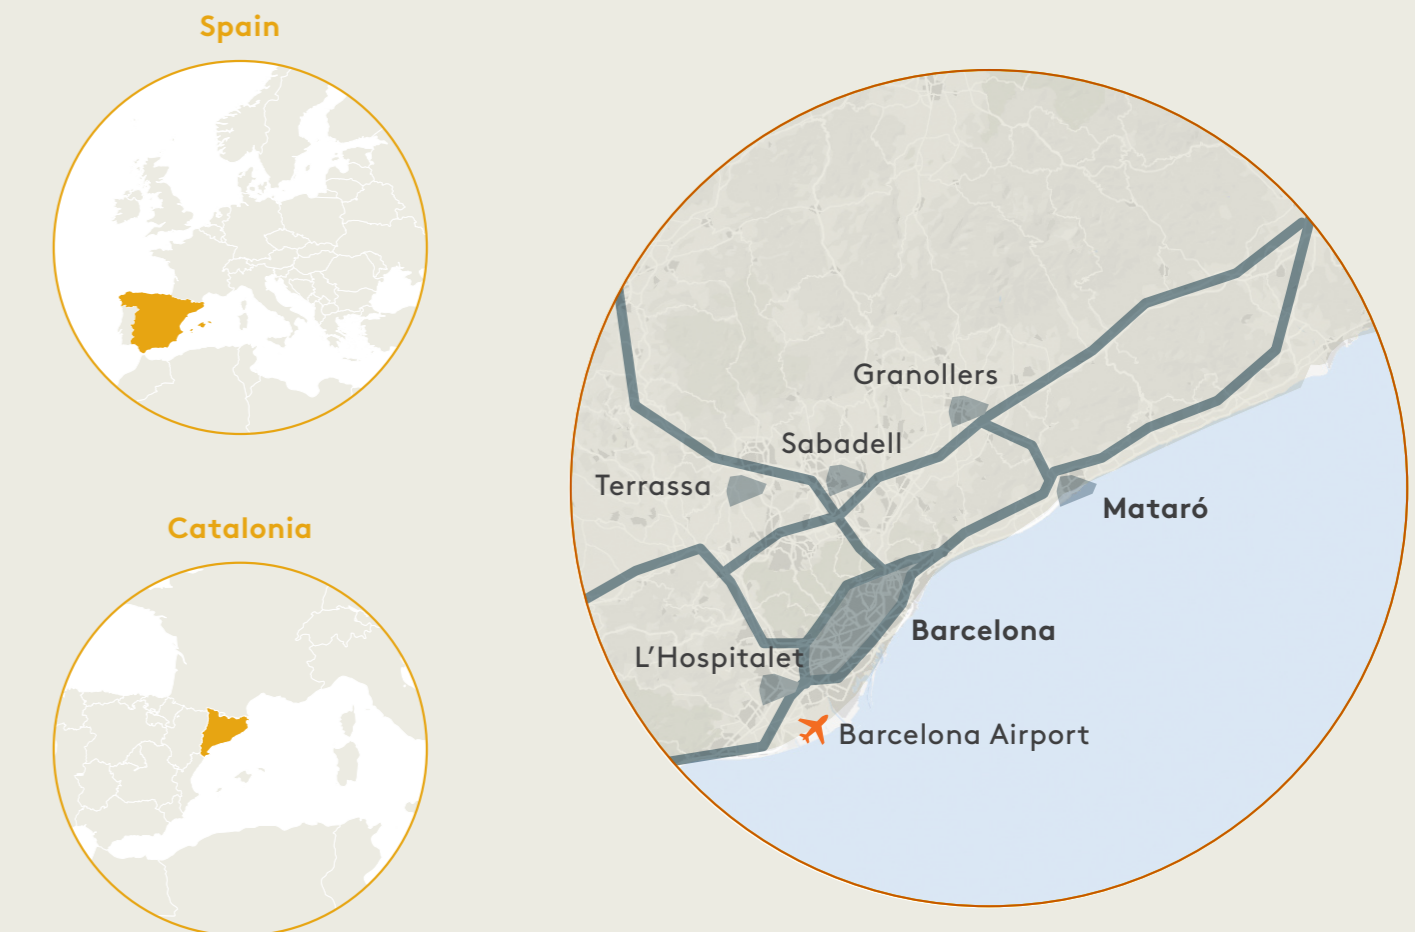 Spain
Catalonia
Granollers
Sabadell
Terrassa
Mataró
Barcelona
L’Hospitalet
Barcelona Airport